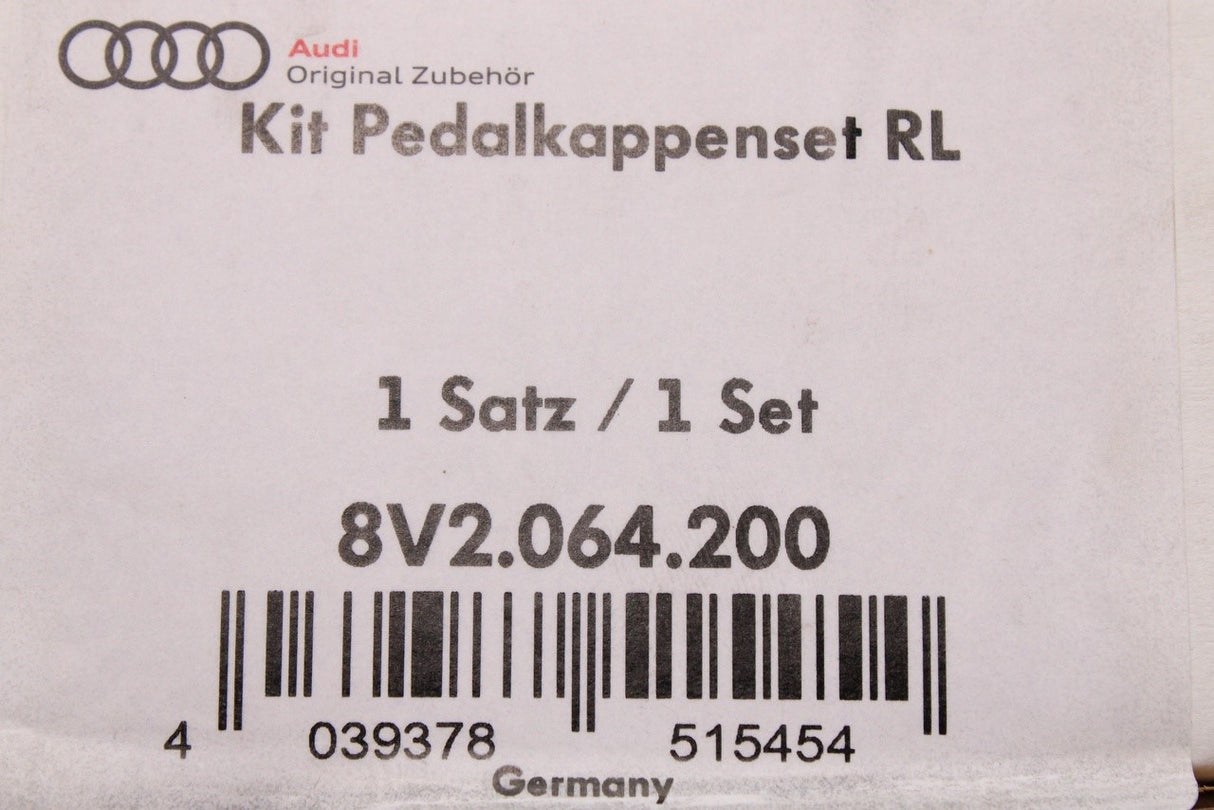 Audi
Original Zubehör
Kit Pedalkappenset RL
1 Satz / 1 Set
8V2.064.200
4 039378 515454
Germany